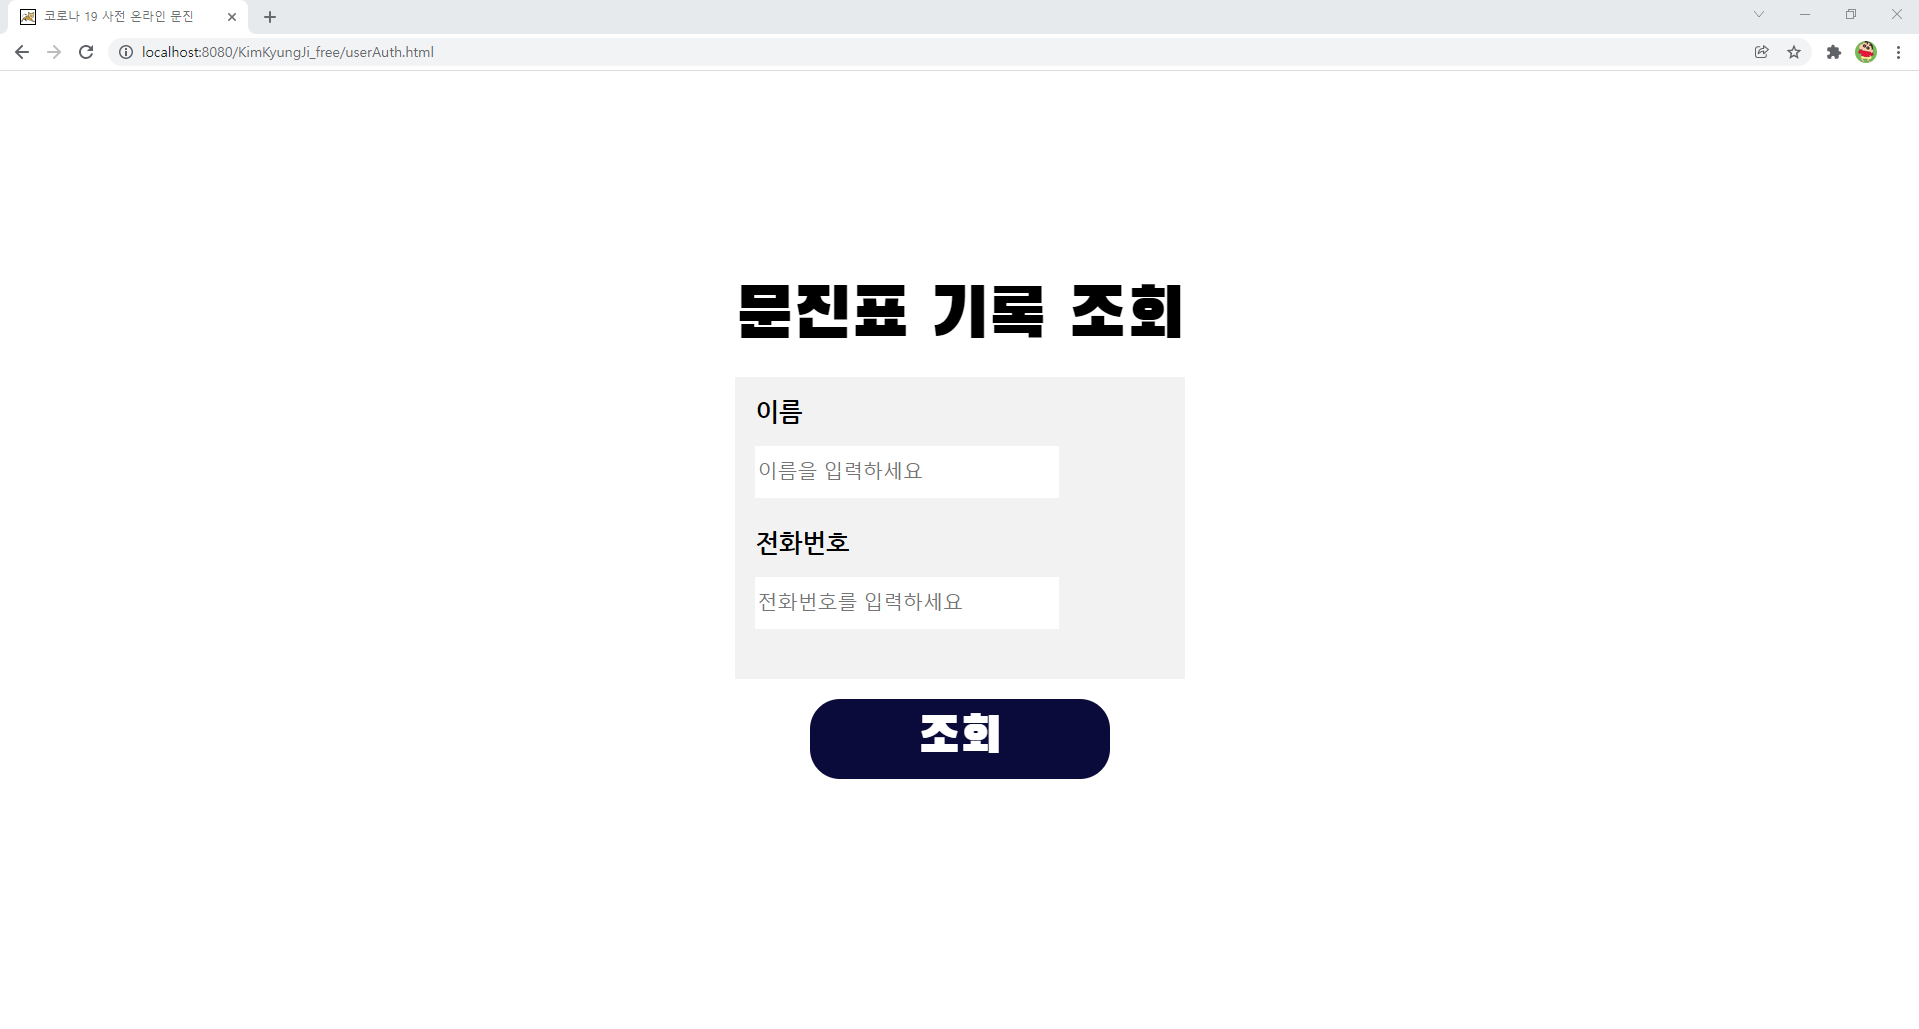 코로나 19 사전 온라인 문진
localhost:8080/KimKyungJi_free/userAuth.html
문진표 기록 조회
이름
이름을 입력하세요
전화번호
전화번호를 입력하세요
조회